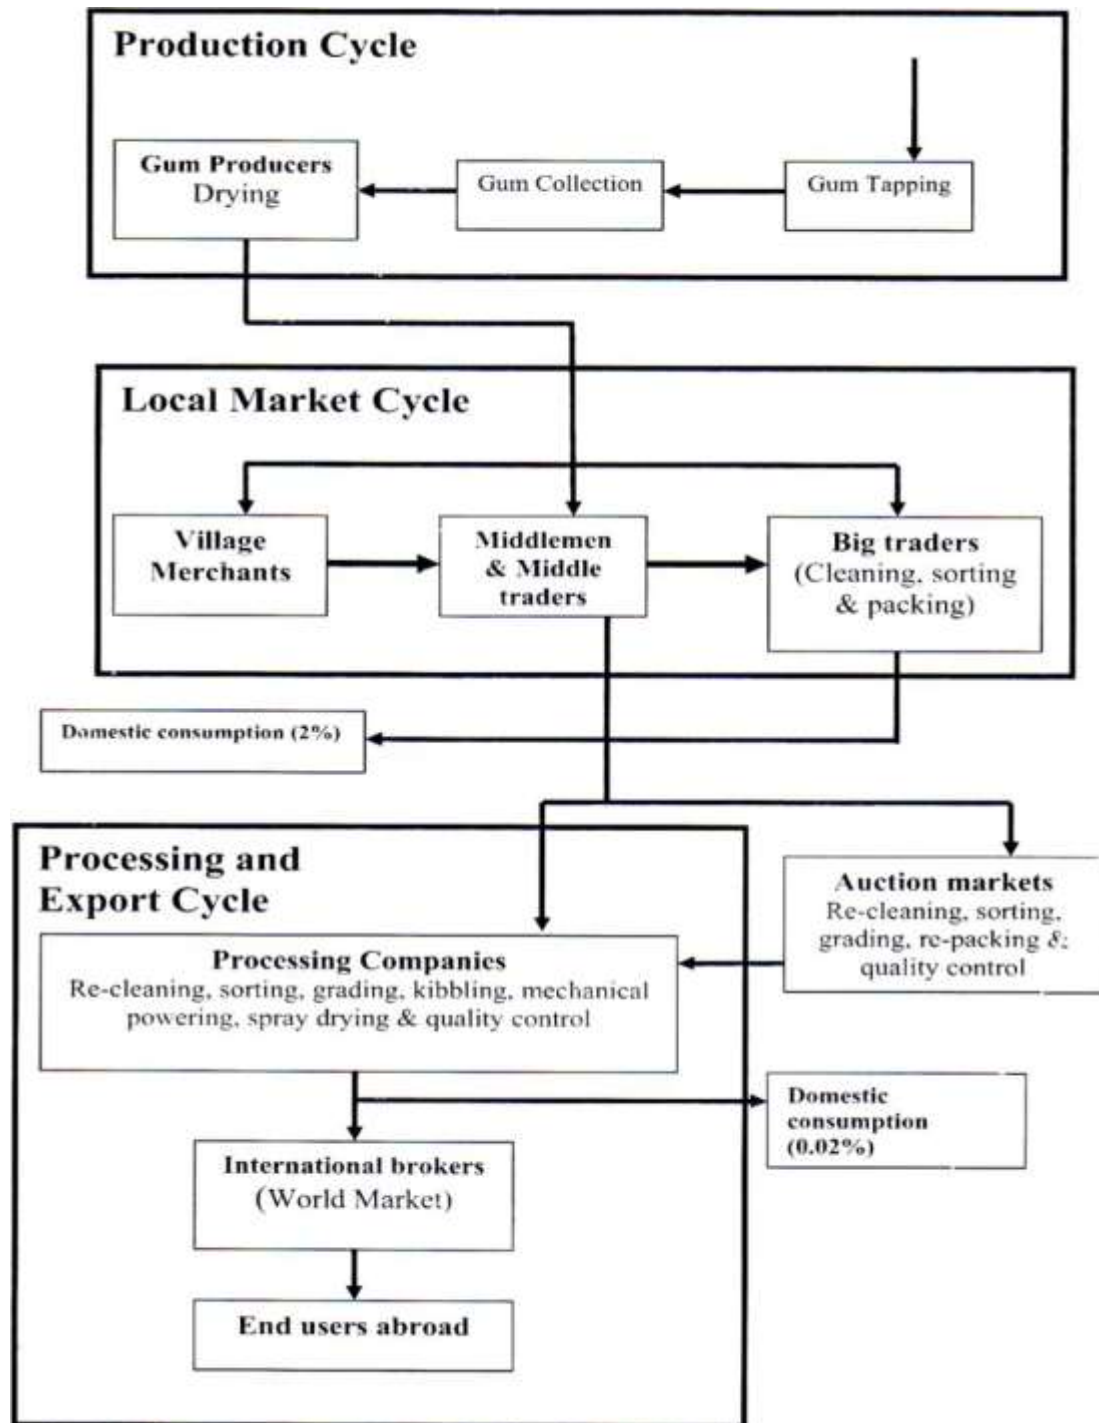 Production Cycle
Gum Producers
Drying
Gum Collection
Gum Tapping
Local Market Cycle
Village
Merchants
Middlemen
& Middle
traders
Big traders
(Cleaning, sorting
& packing)
Domestic consumption (2%)
Processing and
Export Cycle
Auction markets
Re-cleaning, sorting,
grading, re-packing &
quality control
Processing Companies
Re-cleaning, sorting, grading, kibbling, mechanical
powering, spray drying & quality control
Domestic
consumption
(0.02%)
International brokers
(World Market)
End users abroad